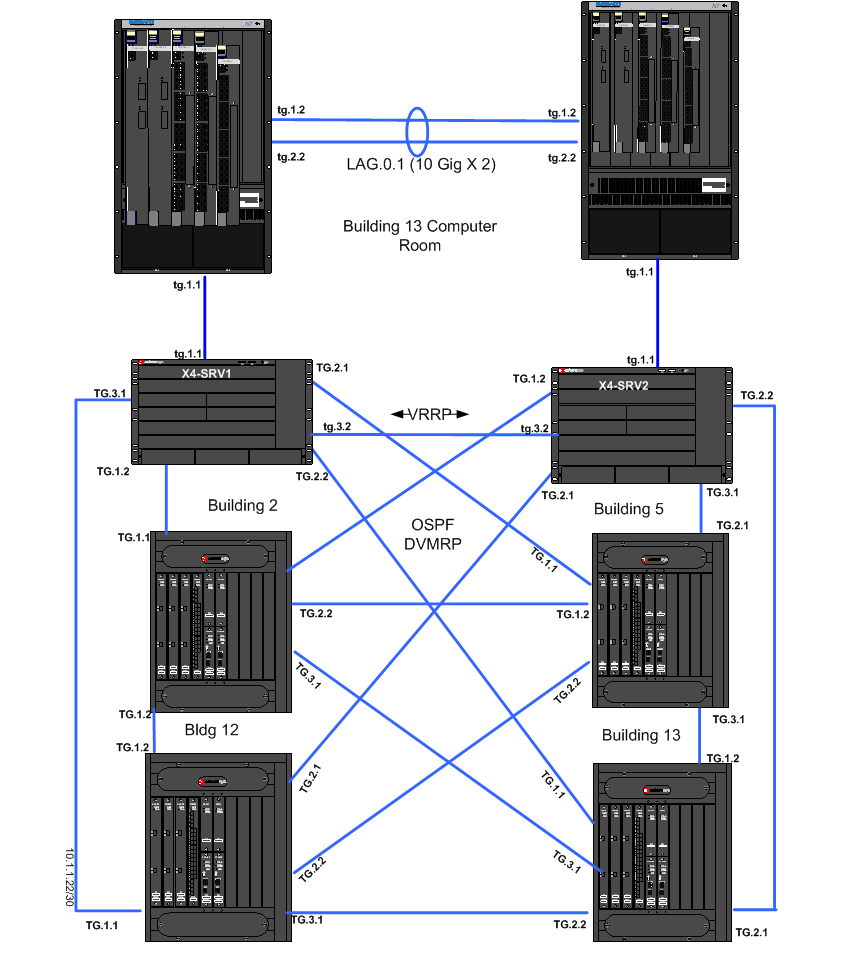 N7
N7
tg.1.2
tg.1.2
tg.2.2
tg.2.2
LAG.0.1 (10 Gig X 2)
Building 13 Computer
Room
tg.1.1
tg.1.1
tg.1.1
tg.1.1
X4-SRV1
X4-SRV2
TG.3.1
TG.2.1
TG.1.2
TG.2.2
VRRP
tg.3.2
tg.3.2
TG.1.2
TG.2.2
TG.2.1
TG.3.1
Building 2
Building 5
OSPF
DVMRP
TG.1.1
TG.2.1
TG.1.1
TG.2.2
TG.1.2
TG.3.1
TG.2.2
TG.1.2
TG.3.1
Bldg 12
Building 13
TG.1.2
TG.1.2
TG.2.1
TG.1.1
10.1.1.22/30
TG.2.2
TG.3.1
TG.1.1
TG.3.1
TG.2.2
TG.2.1